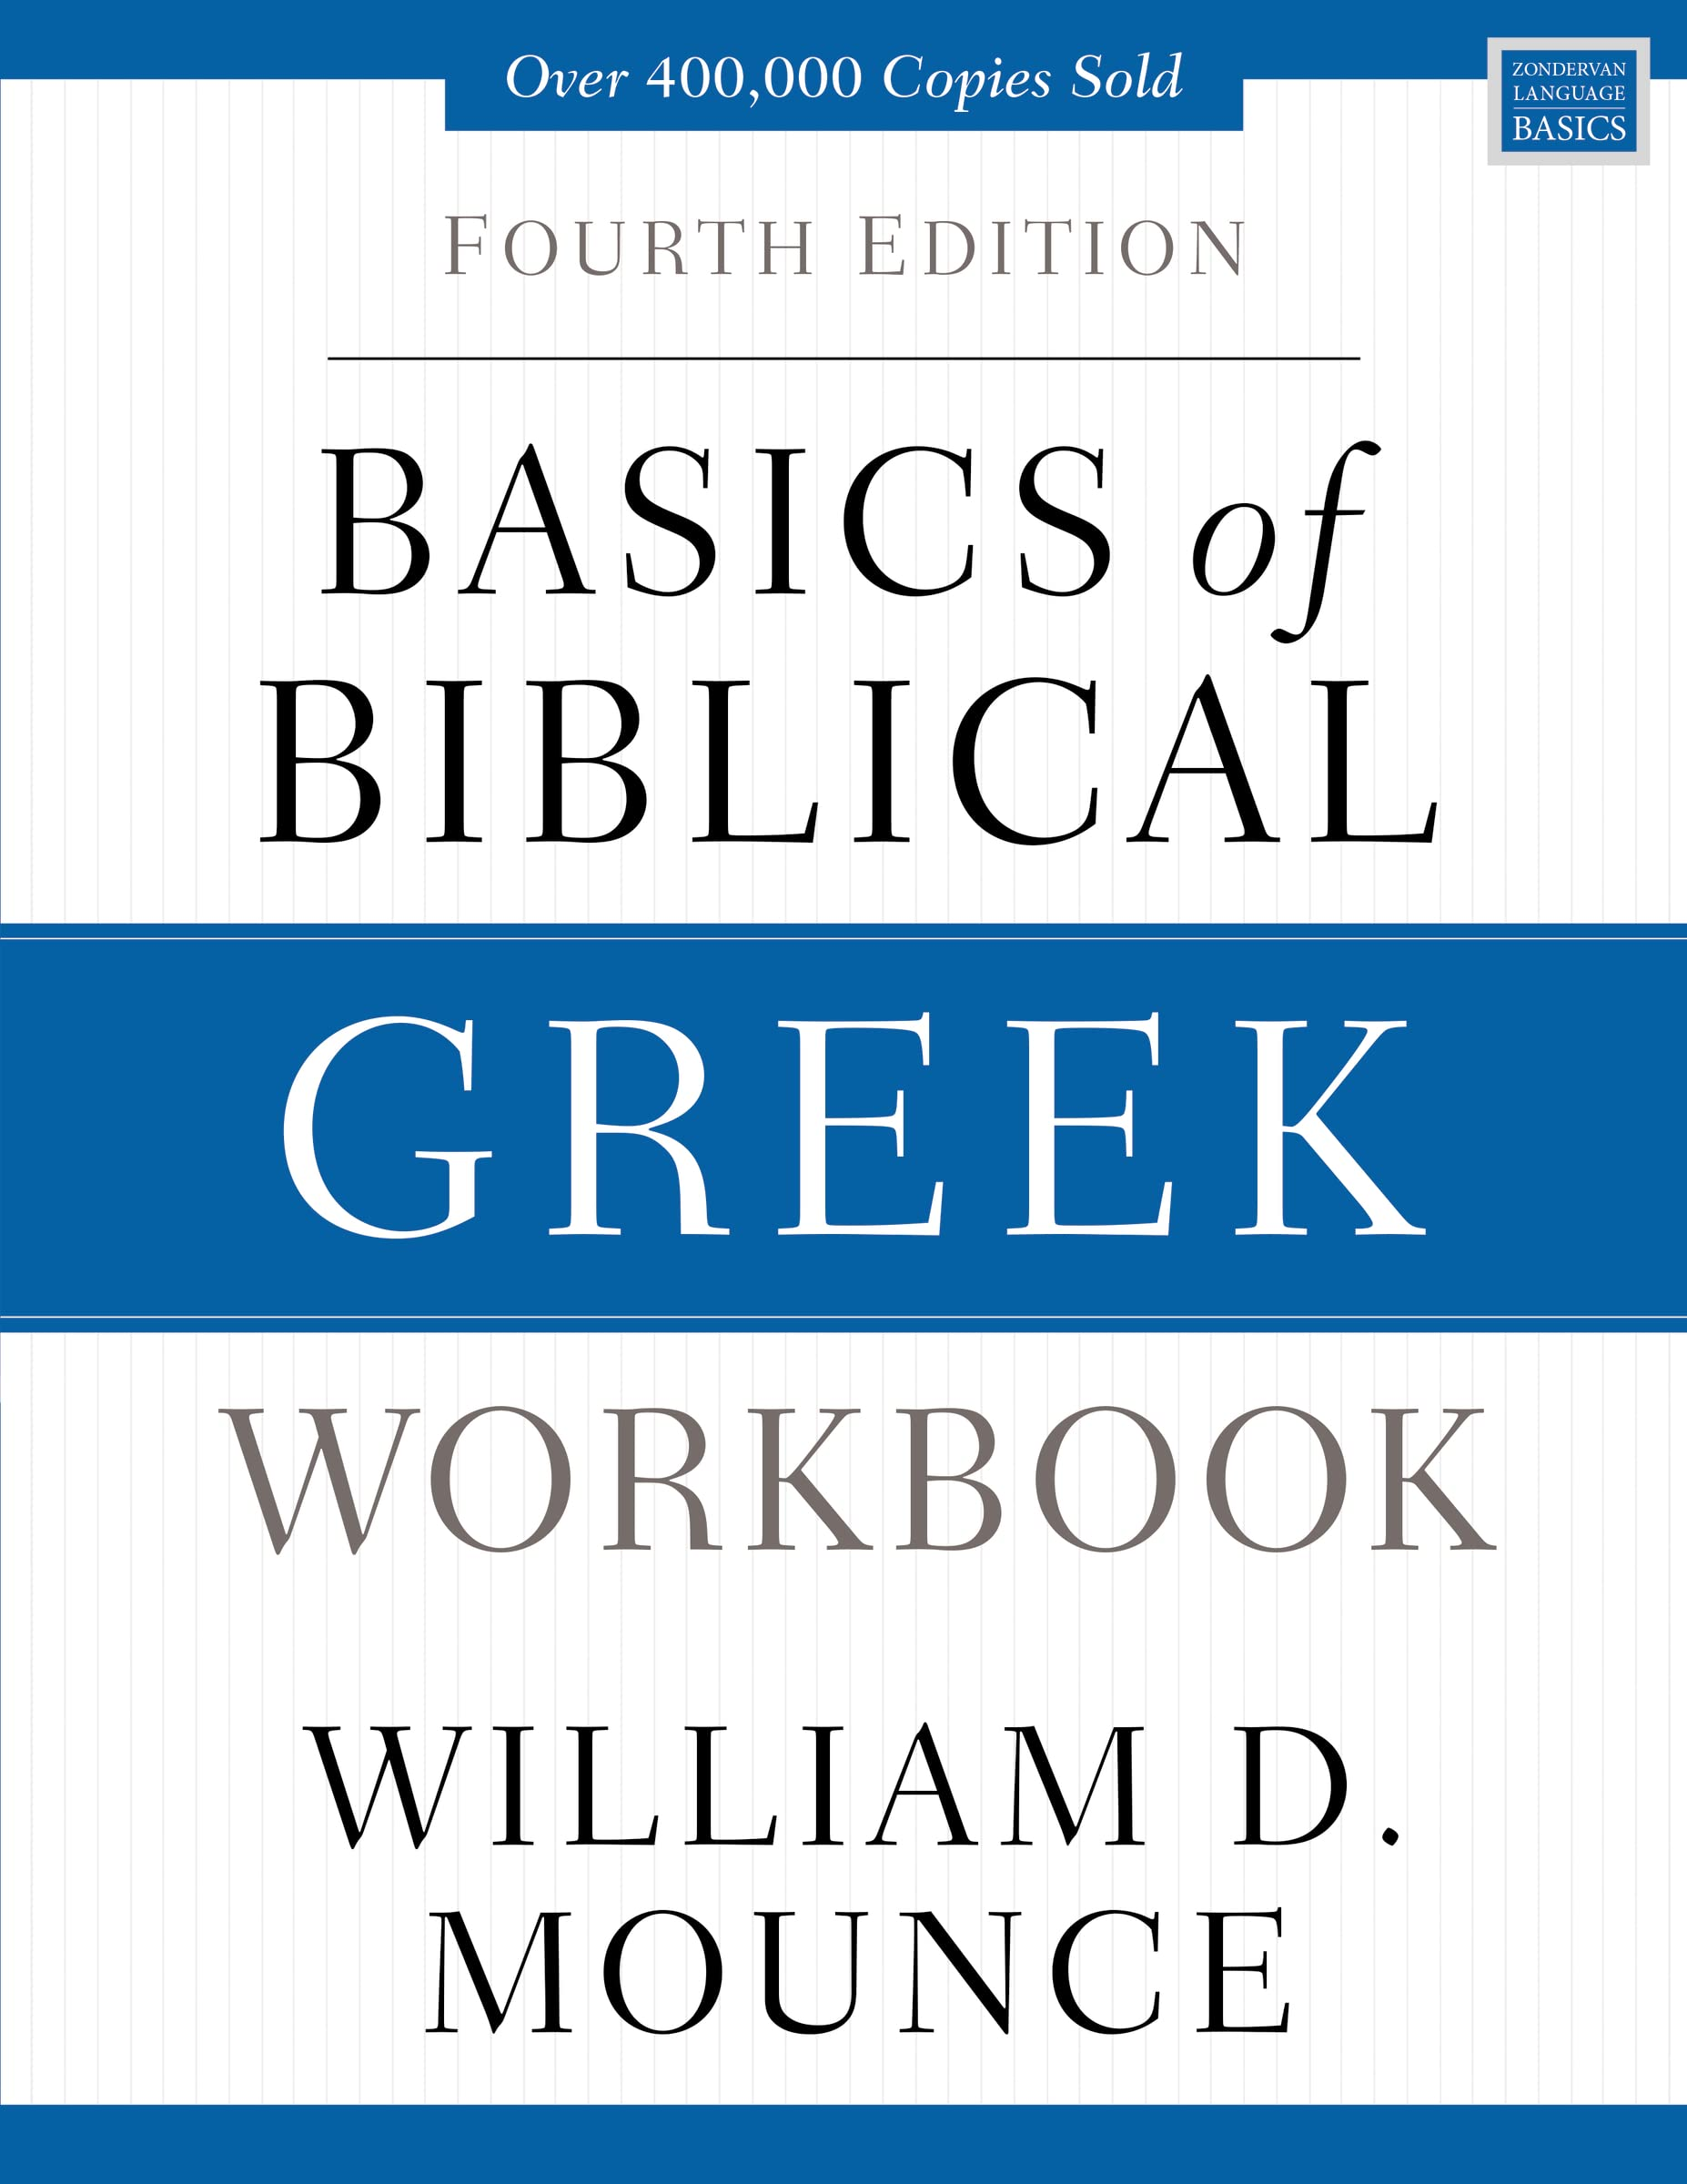 Over 400,000 Copies Sold
ZONDERVAN
LANGUAGE
BASICS
FOURTH EDITION
BASICS of
BIBLICAL
GREEK
WORKBOOK
WILLIAM D.
MOUNCE